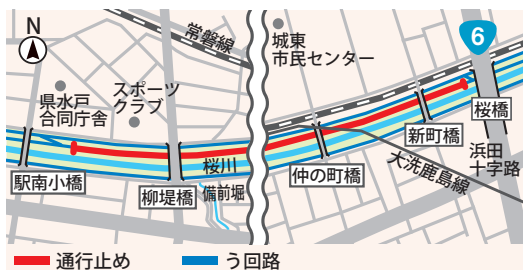 N
常磐線
城東
市民センター
6
県水戸
合同庁舎
スポーツ
クラブ
桜橋
新町橋
浜田
十字路
駅南小橋
柳堤橋
桜川
備前堀
仲の町橋
大洗鹿島線
通行止め
う回路